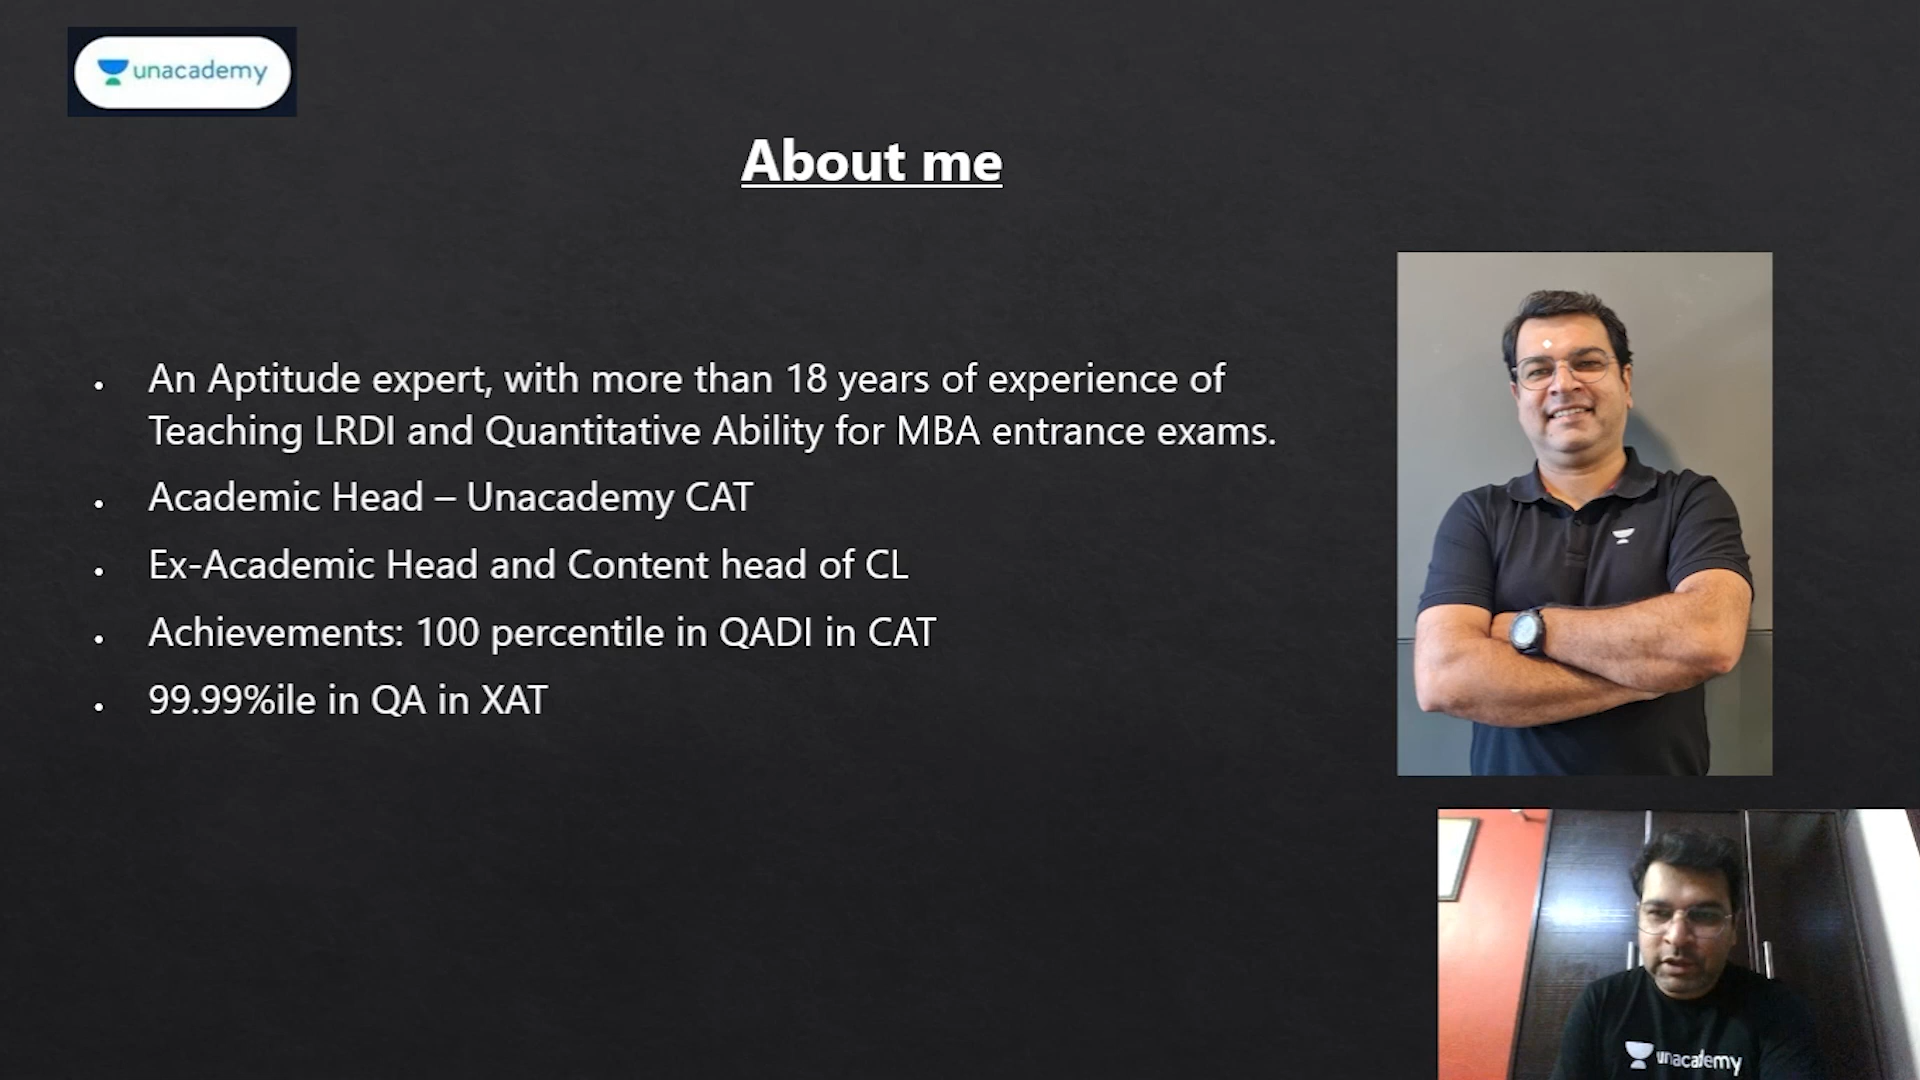 unacademy
About me
• An Aptitude expert, with more than 18 years of experience of
Teaching LRDI and Quantitative Ability for MBA entrance exams.
• Academic Head – Unacademy CAT
• Ex-Academic Head and Content head of CL
• Achievements: 100 percentile in QADI in CAT
• 99.99%ile in QA in XAT
unacademy